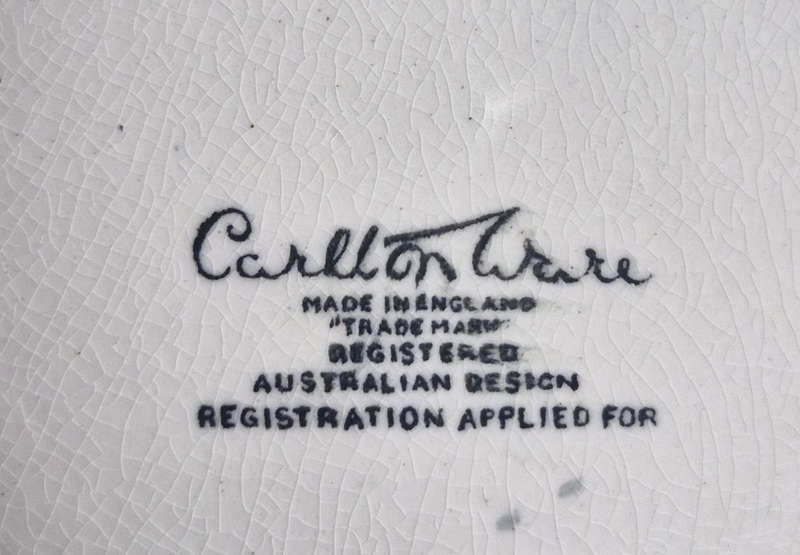 Carlton Ware
MADE IN ENGLAND
"TRADE MARK"
REGISTERED
AUSTRALIAN DESIGN
REGISTRATION APPLIED FOR